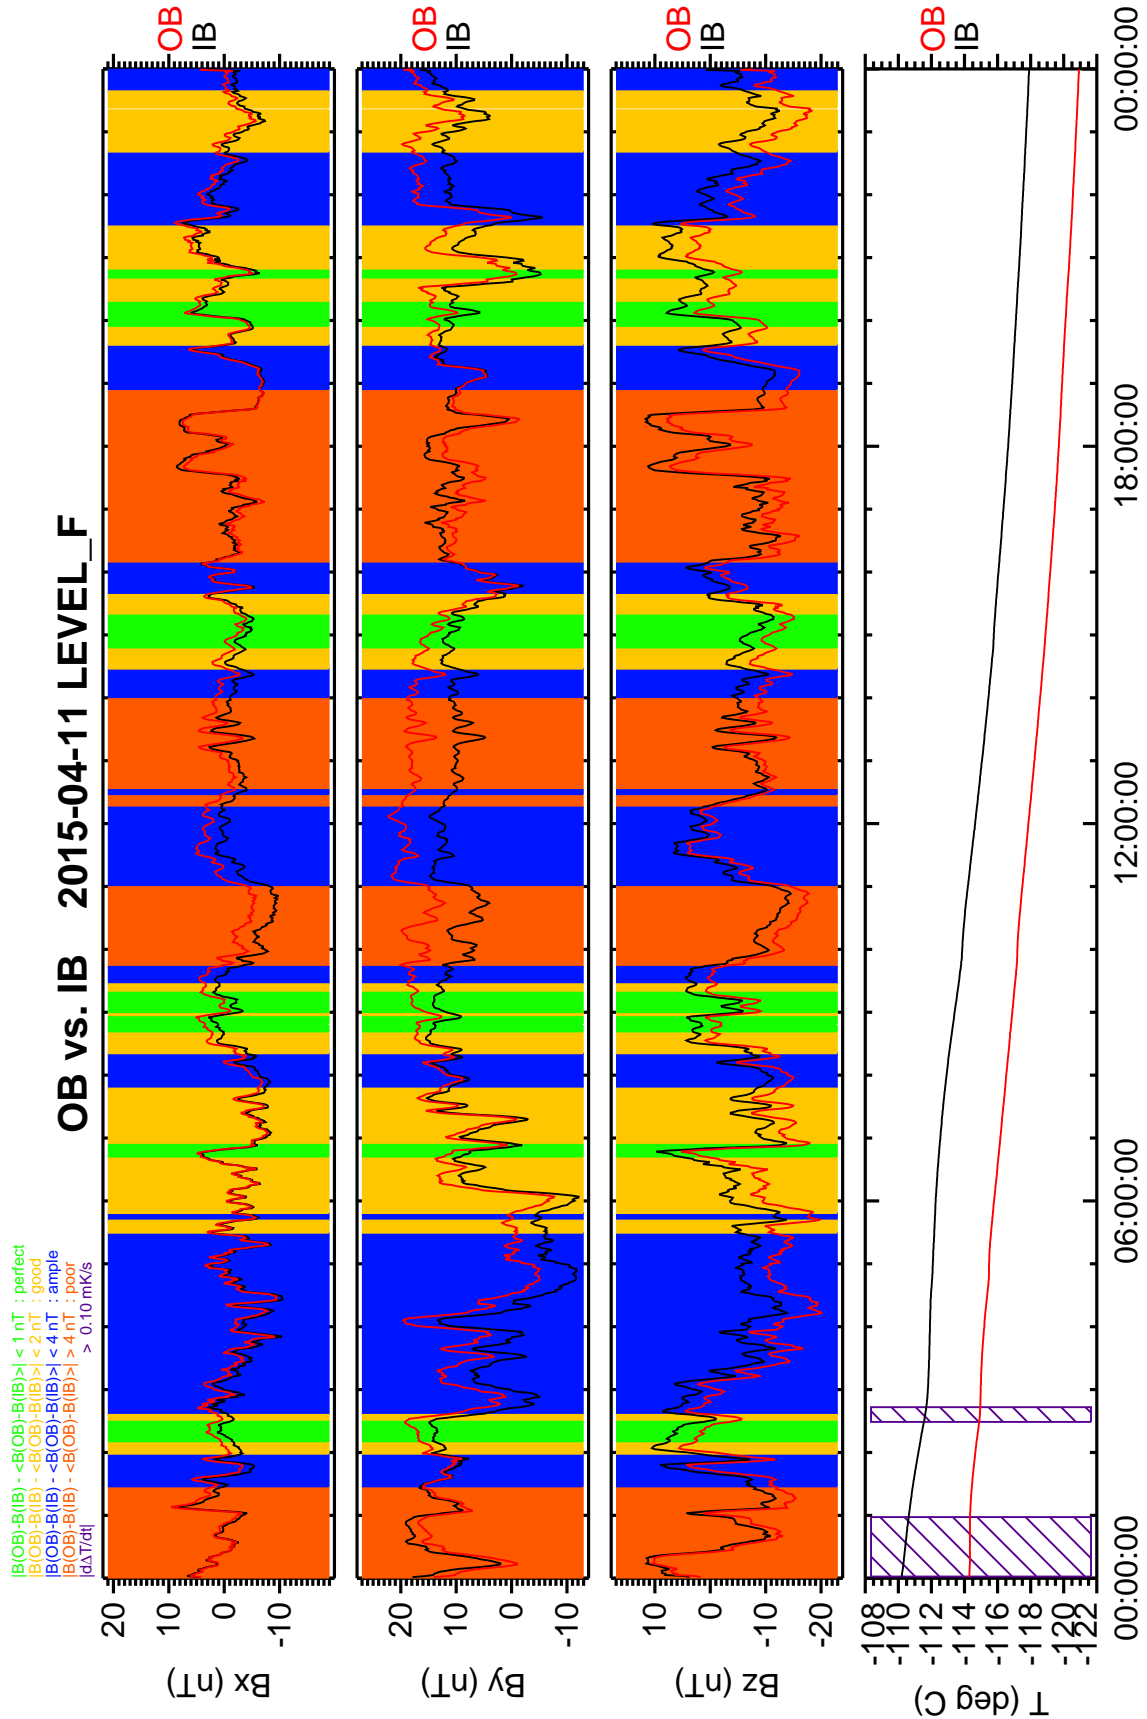 OB vs. IB 2015-04-11 LEVEL_F
|B(OB)-B(IB) - <B(OB)-B(IB)>| < 1 nT : perfect
|B(OB)-B(IB) - <B(OB)-B(IB)>| < 2 nT : good
|B(OB)-B(IB) - <B(OB)-B(IB)>| < 4 nT : ample
|B(OB)-B(IB) - <B(OB)-B(IB)>| > 4 nT : poor
|dΔT/dt| > 0.10 mK/s
Bx (nT)
20
10
0
-10
OB
IB
By (nT)
20
10
0
-10
OB
IB
Bz (nT)
10
0
-10
-20
OB
IB
T (deg C)
-108
-110
-112
-114
-116
-118
-120
-122
OB
IB
00:00:00
06:00:00
12:00:00
18:00:00
00:00:00